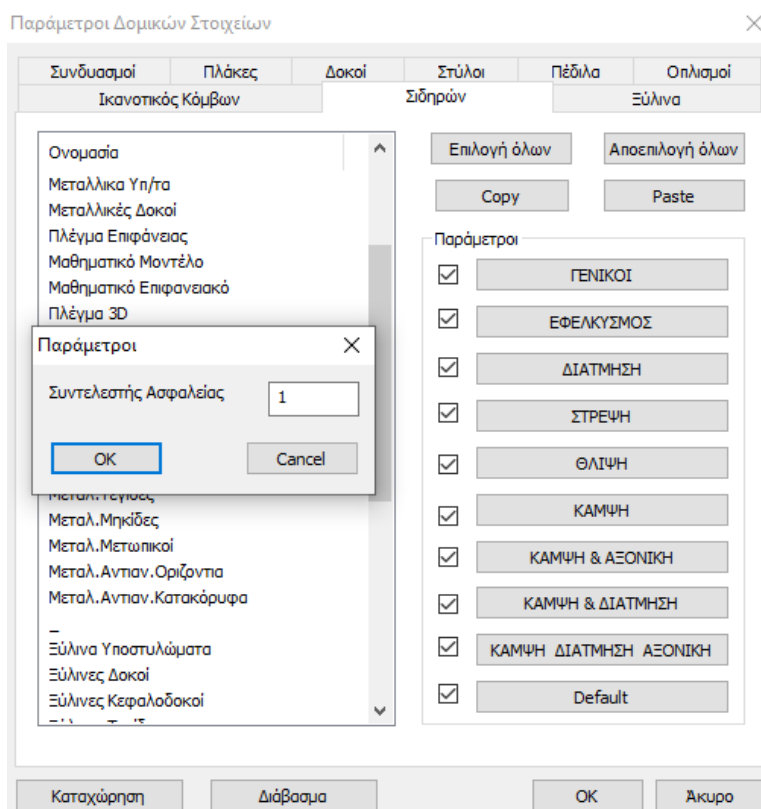 Παράμετροι Δομικών Στοιχείων
Συνδυασμοί Πλάκες Δοκοί Στύλοι Πέδιλα Οπλισμοί
Ικανοτικός Κόμβων Σιδηρών Ξύλινα
Ονομασία
Μεταλλικα Υπ/τα
Μεταλλικές Δοκοί
Πλέγμα Επιφάνειας
Μαθηματικό Μοντέλο
Μαθηματικό Επιφανειακό
Πλέγμα 3D
Παράμετροι
Συντελεστής Ασφαλείας 1
OK Cancel
Μεταλ.Τεγίδες
Μεταλ.Μηκίδες
Μεταλ.Μετωπικοί
Μεταλ.Αντιαν.Οριζοντια
Μεταλ.Αντιαν.Κατακόρυφα
_
Ξύλινα Υποστυλώματα
Ξύλινες Δοκοί
Ξύλινες Κεφαλοδοκοί
Επιλογή όλων Αποεπιλογή όλων
Copy Paste
Παράμετροι
ΓΕΝΙΚΟΙ
ΕΦΕΛΚΥΣΜΟΣ
ΔΙΑΤΜΗΣΗ
ΣΤΡΕΨΗ
ΘΛΙΨΗ
ΚΑΜΨΗ
ΚΑΜΨΗ & ΑΞΟΝΙΚΗ
ΚΑΜΨΗ & ΔΙΑΤΜΗΣΗ
ΚΑΜΨΗ ΔΙΑΤΜΗΣΗ ΑΞΟΝΙΚΗ
Default
Καταχώρηση Διάβασμα OK Άκυρο